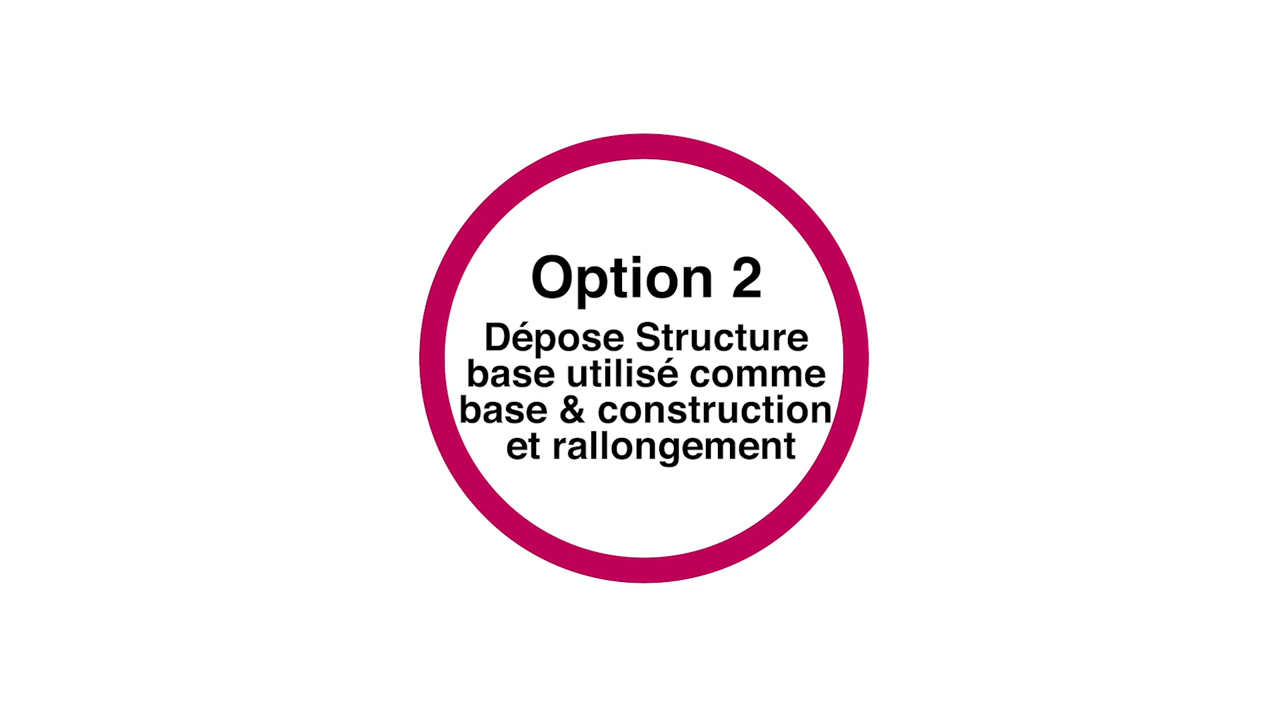 Option 2
Dépose Structure
base utilisé comme
base & construction
et rallongement